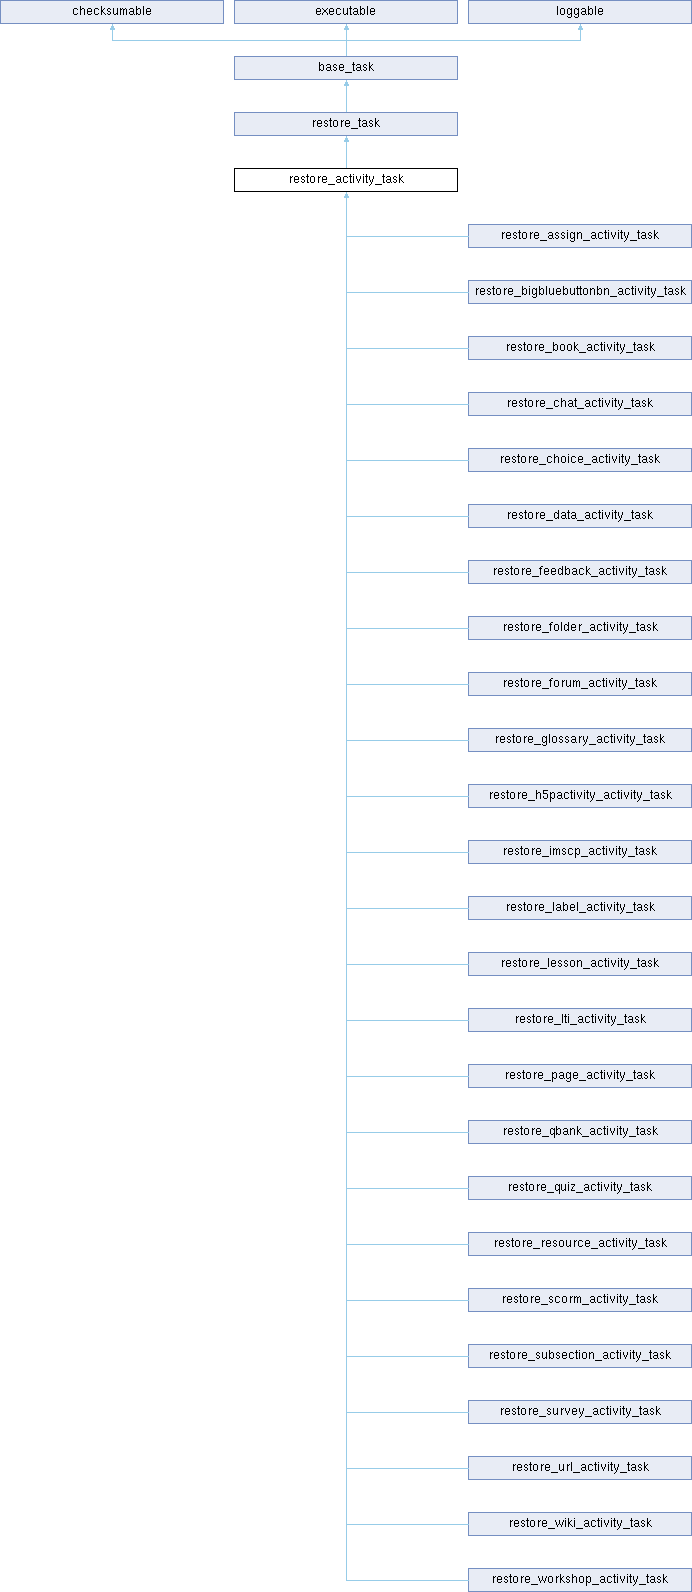 checksumable
executable
loggable
base_task
restore_task
restore_activity_task
restore_assign_activity_task
restore_bigbluebuttonbn_activity_task
restore_book_activity_task
restore_chat_activity_task
restore_choice_activity_task
restore_data_activity_task
restore_feedback_activity_task
restore_folder_activity_task
restore_forum_activity_task
restore_glossary_activity_task
restore_h5pactivity_activity_task
restore_imscp_activity_task
restore_label_activity_task
restore_lesson_activity_task
restore_lti_activity_task
restore_page_activity_task
restore_qbank_activity_task
restore_quiz_activity_task
restore_resource_activity_task
restore_scorm_activity_task
restore_subsection_activity_task
restore_survey_activity_task
restore_url_activity_task
restore_wiki_activity_task
restore_workshop_activity_task